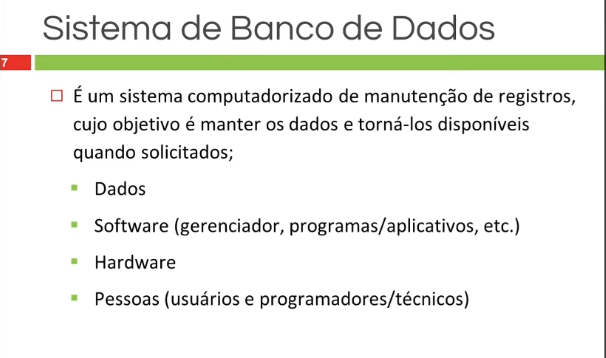 Sistema de Banco de Dados
7
É um sistema computadorizado de manutenção de registros,
cujo objetivo é manter os dados e torná-los disponíveis
quando solicitados;
Dados
Software (gerenciador, programas/aplicativos, etc.)
Hardware
Pessoas (usuários e programadores/técnicos)